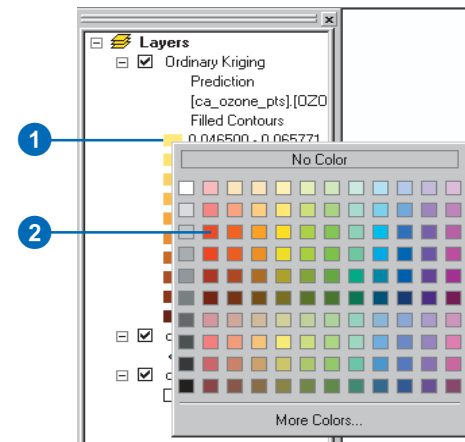 Layers
Ordinary Kriging
Prediction
[ca_ozone_pts].[OZO
Filled Contours
1
0.046500 - 0.065771
No Color
2
More Colors...